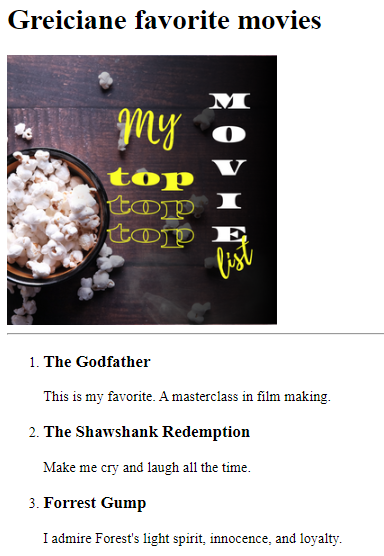 Greiciane favorite movies
My
top
top
top
MOVIE
list
1. The Godfather
This is my favorite. A masterclass in film making.
2. The Shawshank Redemption
Make me cry and laugh all the time.
3. Forrest Gump
I admire Forest's light spirit, innocence, and loyalty.